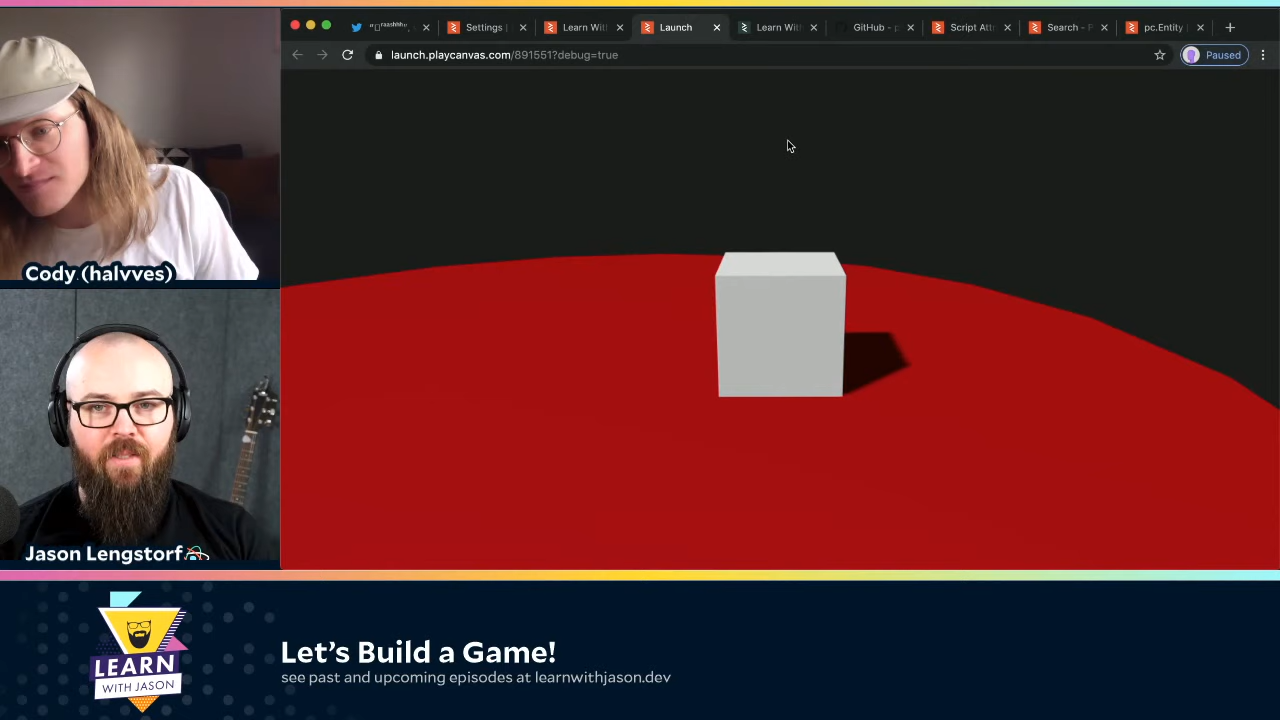 Settings |
Learn Wit
Launch
Learn Wit
GitHub - p
Script Att
Search - P
pc.Entity
launch.playcanvas.com/891551?debug=true
Paused
Cody (halvves)
Jason Lengstorf
LEARN
WITH JASON
Let's Build a Game!
see past and upcoming episodes at learnwithjason.dev